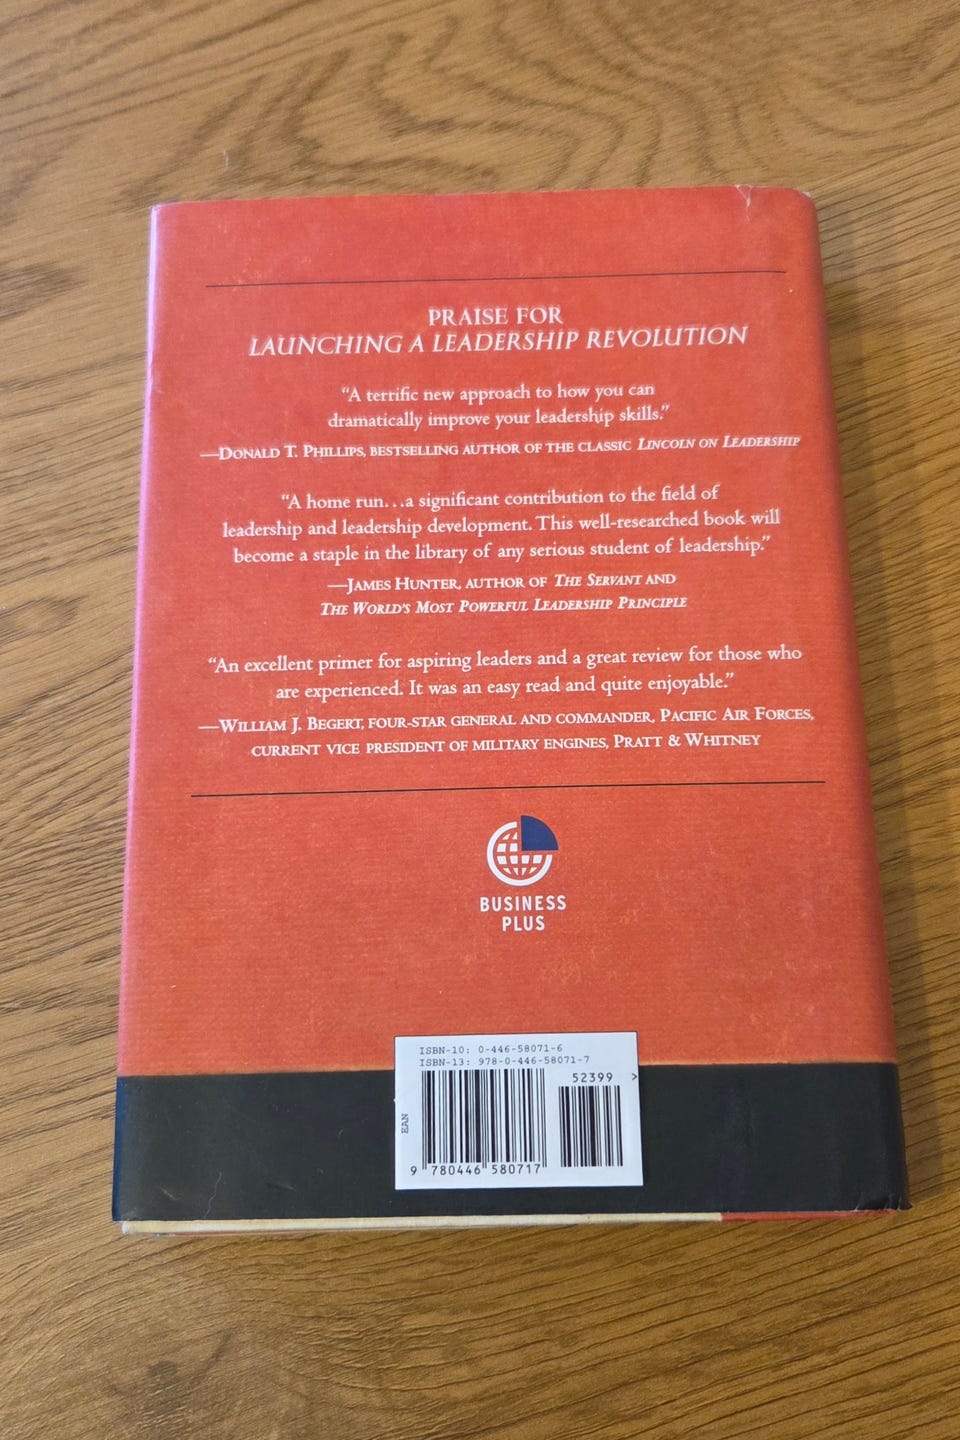 PRAISE FOR
LAUNCHING A LEADERSHIP REVOLUTION
“A terrific new approach to how you can
dramatically improve your leadership skills.”
—DONALD T. PHILLIPS, BESTSELLING AUTHOR OF THE CLASSIC LINCOLN ON LEADERSHIP
“A home run...a significant contribution to the field of
leadership and leadership development. This well-researched book will
become a staple in the library of any serious student of leadership.”
—JAMES HUNTER, AUTHOR OF THE SERVANT AND
THE WORLD'S MOST POWERFUL LEADERSHIP PRINCIPLE
“An excellent primer for aspiring leaders and a great review for those who
are experienced. It was an easy read and quite enjoyable.”
—WILLIAM J. BEGERT, FOUR-STAR GENERAL AND COMMANDER, PACIFIC AIR FORCES,
CURRENT VICE PRESIDENT OF MILITARY ENGINES, PRATT & WHITNEY
BUSINESS
PLUS
ISBN-10: 0-446-58071-6
ISBN-13: 978-0-446-58071-7
52399 >
EAN
9 780446 580717